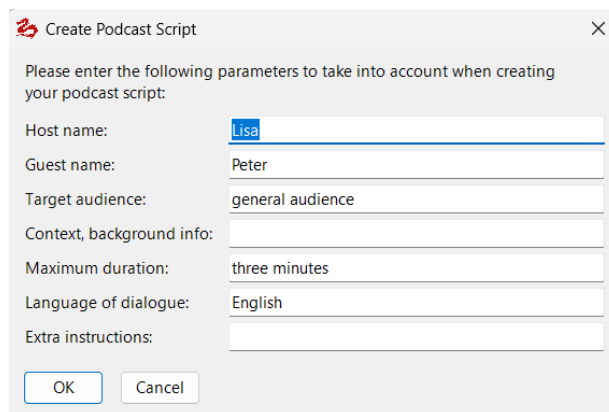 Create Podcast Script
Please enter the following parameters to take into account when creating
your podcast script:
Host name: Lisa
Guest name: Peter
Target audience: general audience
Context, background info:
Maximum duration: three minutes
Language of dialogue: English
Extra instructions:
OK Cancel